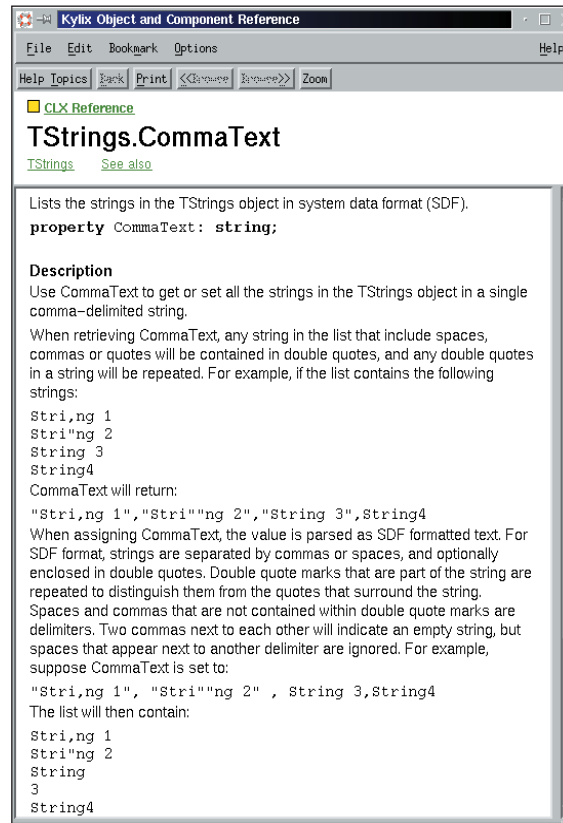 Kylix Object and Component Reference
File Edit Bookmark Options Help
Help Topics Back Print <<Browse Browse>> Zoom
CLX Reference
TStrings.CommaText
TStrings See also
Lists the strings in the TStrings object in system data format (SDF).
property CommaText: string;
Description
Use CommaText to get or set all the strings in the TStrings object in a single
comma-delimited string.
When retrieving CommaText, any string in the list that include spaces,
commas or quotes will be contained in double quotes, and any double quotes
in a string will be repeated. For example, if the list contains the following
strings:
Stri,ng 1
Stri"ng 2
String 3
String4
CommaText will return:
"Stri,ng 1","Stri""ng 2","String 3",String4
When assigning CommaText, the value is parsed as SDF formatted text. For
SDF format, strings are separated by commas or spaces, and optionally
enclosed in double quotes. Double quote marks that are part of the string are
repeated to distinguish them from the quotes that surround the string.
Spaces and commas that are not contained within double quote marks are
delimiters. Two commas next to each other will indicate an empty string, but
spaces that appear next to another delimiter are ignored. For example,
suppose CommaText is set to:
"Stri,ng 1", "Stri""ng 2" , String 3,String4
The list will then contain:
Stri,ng 1
Stri"ng 2
String
3
String4